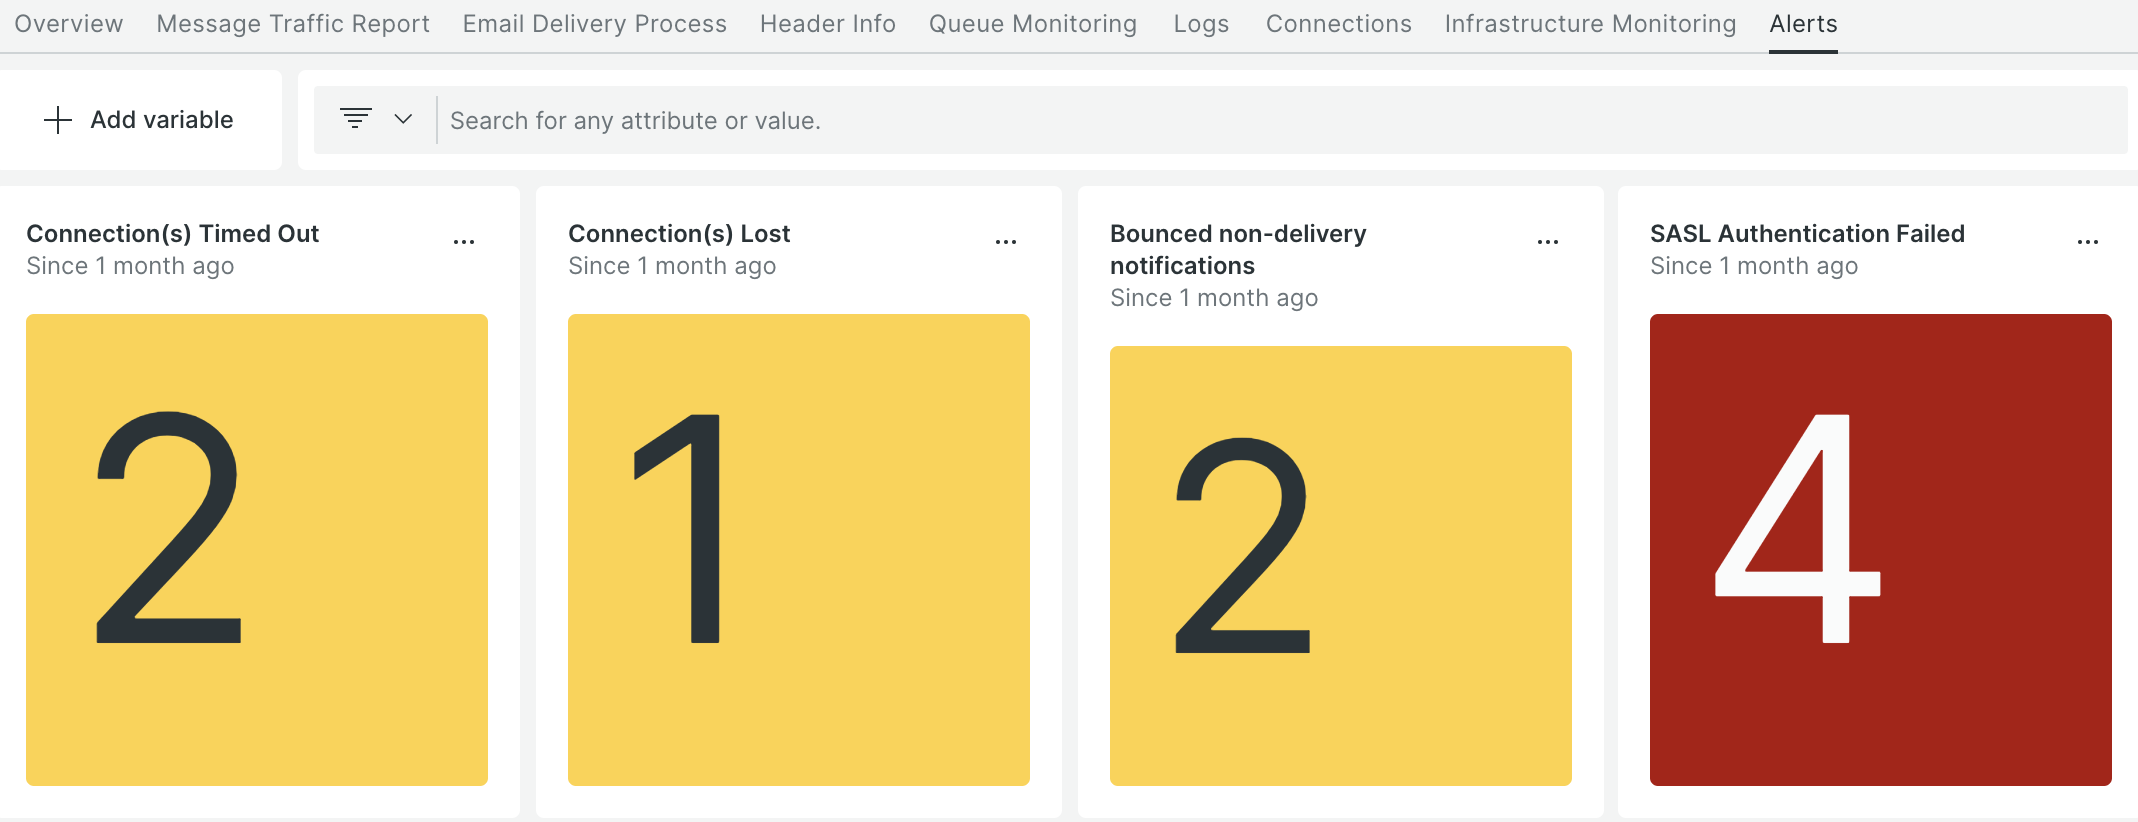 Overview Message Traffic Report Email Delivery Process Header Info Queue Monitoring Logs Connections Infrastructure Monitoring Alerts
Add variable
Search for any attribute or value.
Connection(s) Timed Out
Since 1 month ago
2
Connection(s) Lost
Since 1 month ago
1
Bounced non-delivery
notifications
Since 1 month ago
2
SASL Authentication Failed
Since 1 month ago
4